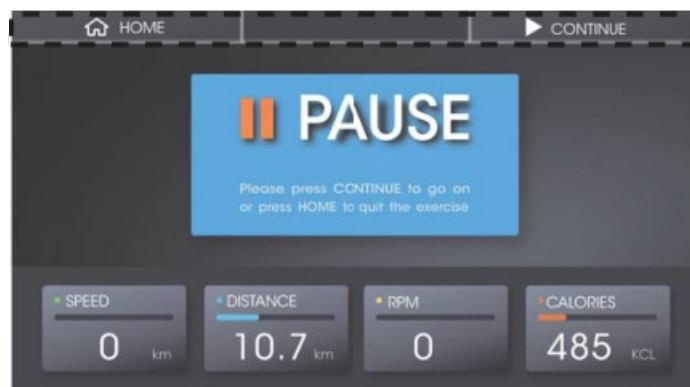 HOME
CONTINUE
PAUSE
Please press CONTINUE to go on
or press HOME to quit the exercise
SPEED
DISTANCE
RPM
CALORIES
0 km
10.7 km
0
485 KCL